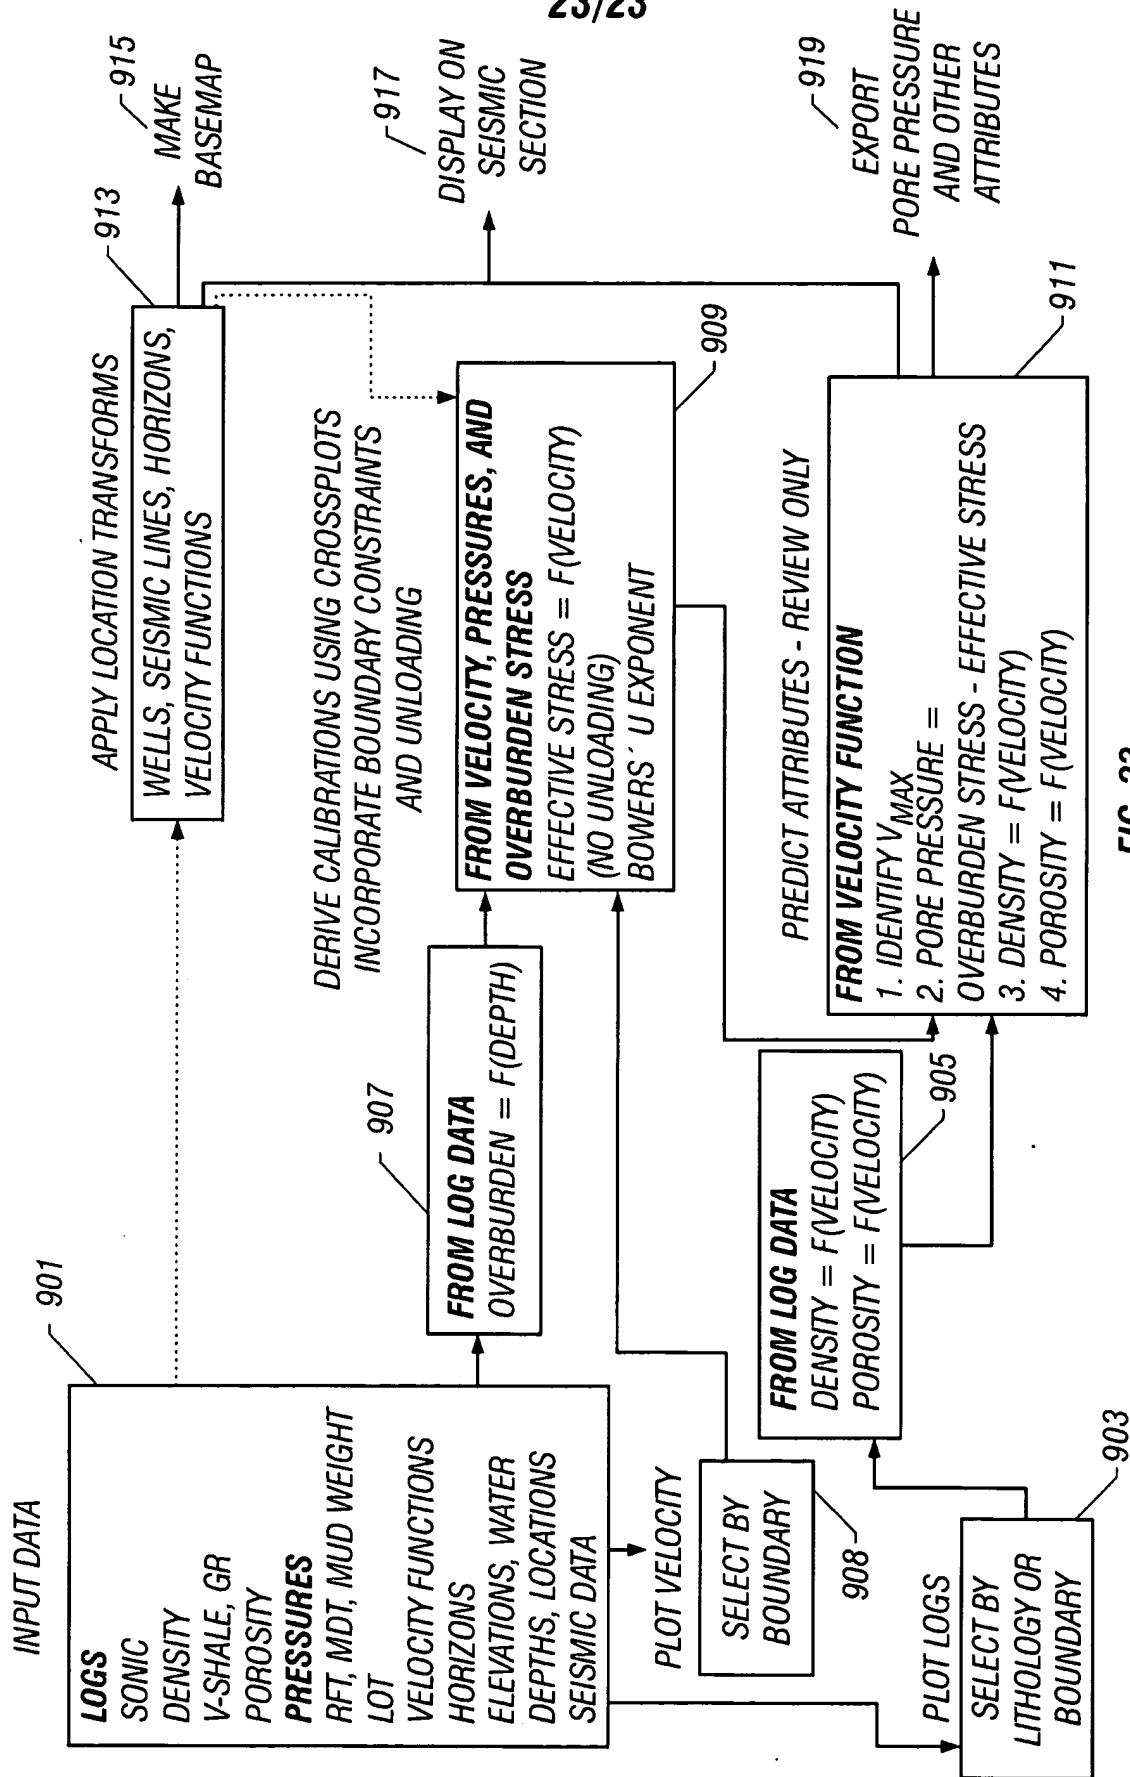 23/23
INPUT DATA
901
LOGS
SONIC
DENSITY
V-SHALE, GR
POROSITY
PRESSURES
RFT, MDT, MUD WEIGHT
LOT
VELOCITY FUNCTIONS
HORIZONS
ELEVATIONS, WATER
DEPTHS, LOCATIONS
SEISMIC DATA
PLOT VELOCITY
SELECT BY
BOUNDARY
908
PLOT LOGS
SELECT BY
LITHOLOGY OR
BOUNDARY
903
907
FROM LOG DATA
OVERBURDEN = F(DEPTH)
FROM LOG DATA
DENSITY = F(VELOCITY)
POROSITY = F(VELOCITY)
905
APPLY LOCATION TRANSFORMS
913
WELLS, SEISMIC LINES, HORIZONS,
VELOCITY FUNCTIONS
DERIVE CALIBRATIONS USING CROSSPLOTS
INCORPORATE BOUNDARY CONSTRAINTS
AND UNLOADING
FROM VELOCITY, PRESSURES, AND
OVERBURDEN STRESS
EFFECTIVE STRESS = F(VELOCITY)
(NO UNLOADING)
BOWERS´ U EXPONENT
909
PREDICT ATTRIBUTES - REVIEW ONLY
FROM VELOCITY FUNCTION
1. IDENTIFY VMAX
2. PORE PRESSURE =
OVERBURDEN STRESS - EFFECTIVE STRESS
3. DENSITY = F(VELOCITY)
4. POROSITY = F(VELOCITY)
911
915
MAKE
BASEMAP
917
DISPLAY ON
SEISMIC
SECTION
919
EXPORT
PORE PRESSURE
AND OTHER
ATTRIBUTES